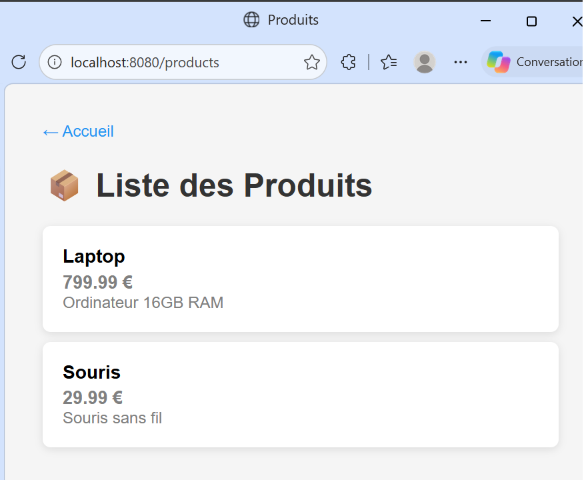 Produits
localhost:8080/products
Conversation
← Accueil
📦 Liste des Produits
Laptop
799.99 €
Ordinateur 16GB RAM
Souris
29.99 €
Souris sans fil